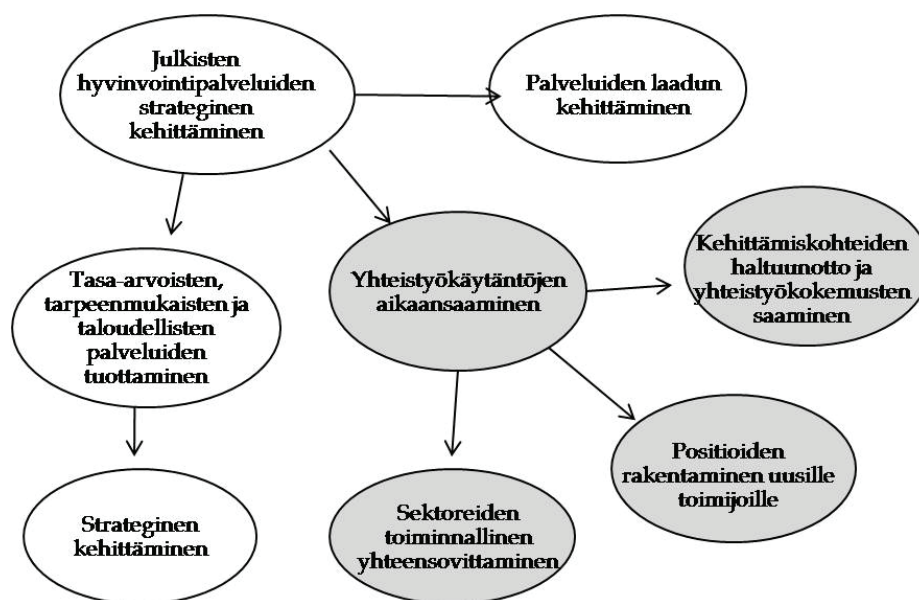 Julkisten
hyvinvointipalveluiden
strateginen
kehittäminen
Palveluiden laadun
kehittäminen
Tasa-arvoisten,
tarpeenmukaisten ja
taloudellisten
palveluiden
tuottaminen
Yhteistyökäytäntöjen
aikaansaaminen
Kehittämiskohteiden
haltuunotto ja
yhteistyökokemusten
saaminen
Positioiden
rakentaminen uusille
toimijoille
Strateginen
kehittäminen
Sektoreiden
toiminnallinen
yhteensovittaminen